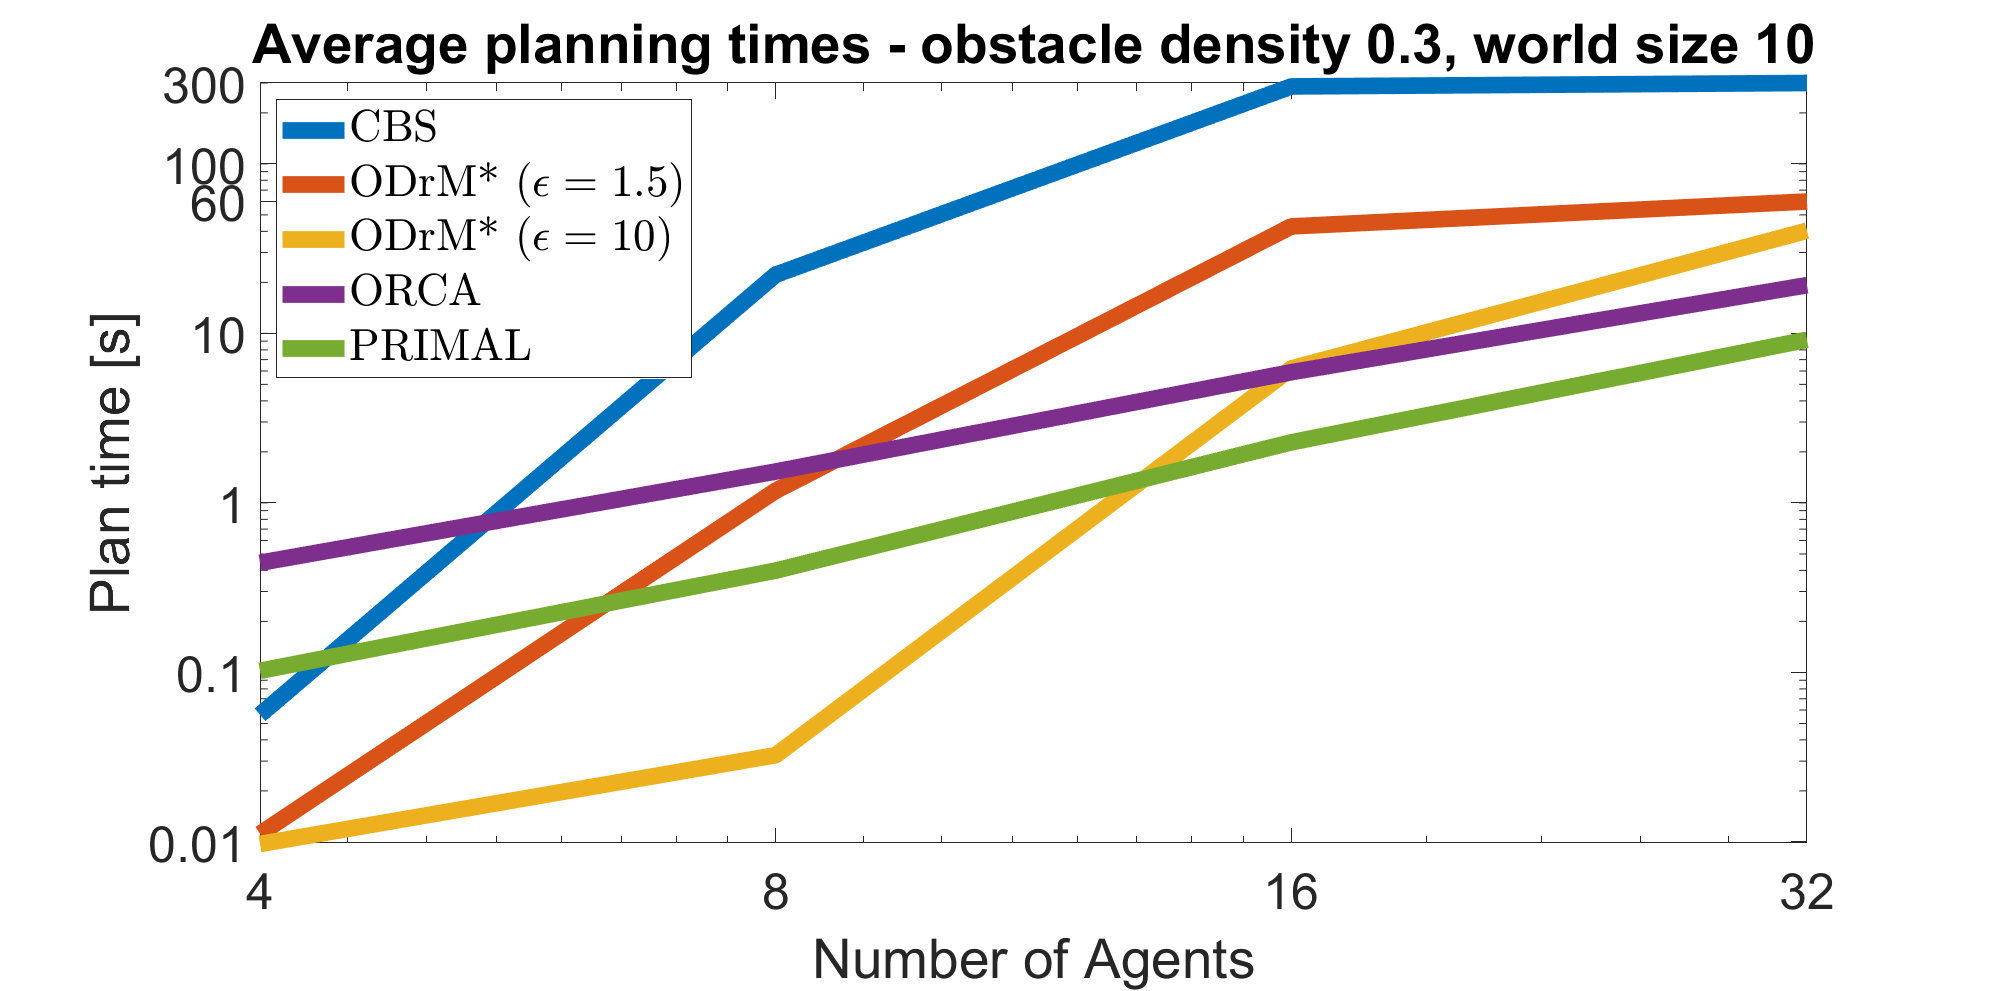 Average planning times - obstacle density 0.3, world size 10
300
100
60
10
1
0.1
0.01
Plan time [s]
CBS
ODrM* (ϵ = 1.5)
ODrM* (ϵ = 10)
ORCA
PRIMAL
4 8 16 32
Number of Agents